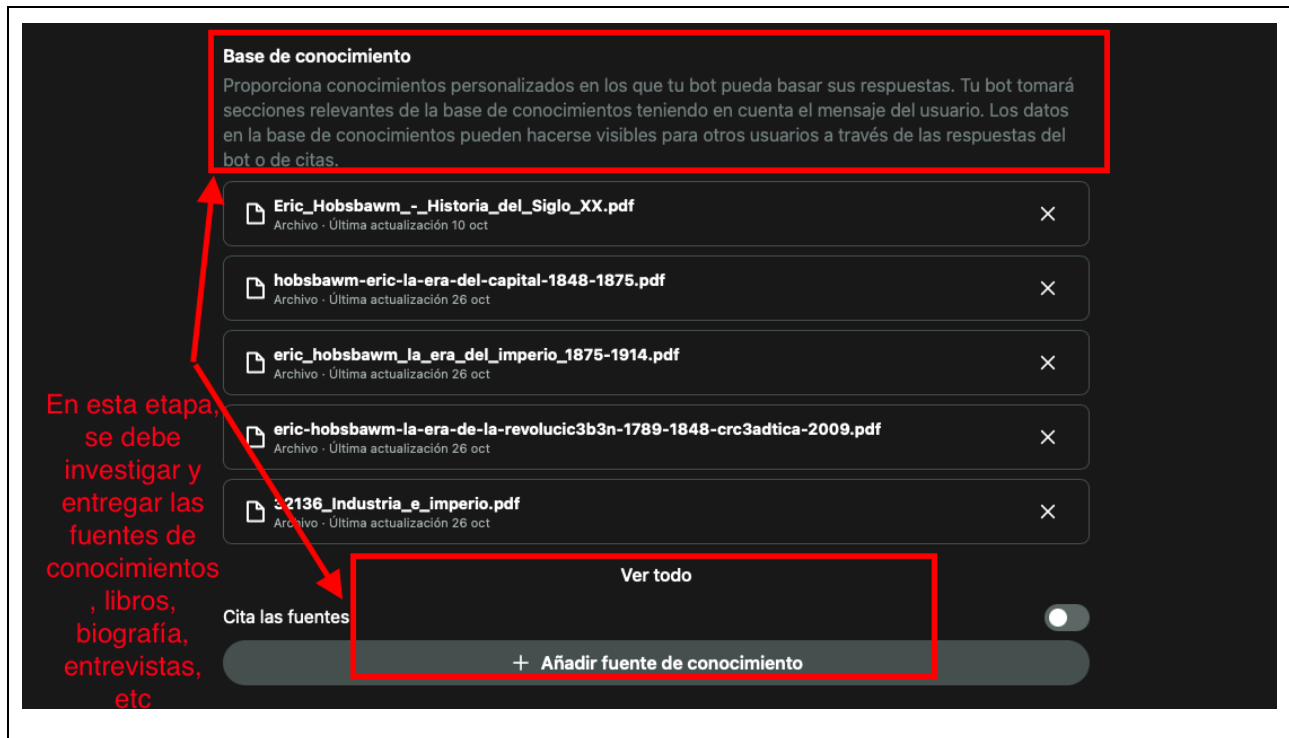 Base de conocimiento
Proporciona conocimientos personalizados en los que tu bot pueda basar sus respuestas. Tu bot tomará
secciones relevantes de la base de conocimientos teniendo en cuenta el mensaje del usuario. Los datos
en la base de conocimientos pueden hacerse visibles para otros usuarios a través de las respuestas del
bot o de citas.
Eric_Hobsbawm_-_Historia_del_Siglo_XX.pdf
Archivo · Última actualización 10 oct
hobsbawm-eric-la-era-del-capital-1848-1875.pdf
Archivo · Última actualización 26 oct
eric_hobsbawm_la_era_del_imperio_1875-1914.pdf
Archivo · Última actualización 26 oct
eric-hobsbawm-la-era-de-la-revolucic3b3n-1789-1848-crc3adtica-2009.pdf
Archivo · Última actualización 26 oct
32136_Industria_e_imperio.pdf
Archivo · Última actualización 26 oct
Ver todo
Cita las fuentes
+ Añadir fuente de conocimiento
En esta etapa,
se debe
investigar y
entregar las
fuentes de
conocimientos
, libros,
biografía,
entrevistas,
etc